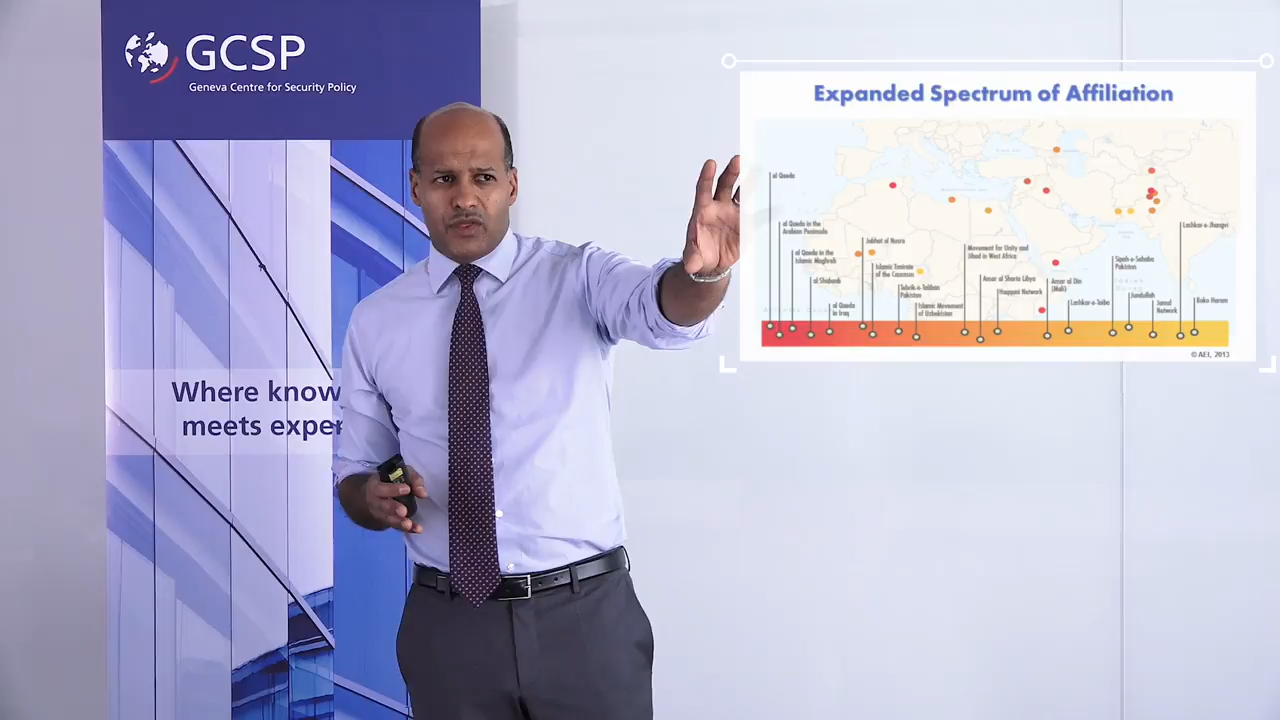 GCSP
Geneva Centre for Security Policy
Where know
meets exper
Expanded Spectrum of Affiliation
al Qaeda
al Qaeda in the
Arabian Peninsula
al Qaeda in the
Islamic Maghreb
al Shabaab
al Qaeda
in Iraq
Jabhat al Nusra
Islamic Emirate
of the Caucasus
Tehrik-e-Taliban
Pakistan
Islamic Movement
of Uzbekistan
Movement for Unity and
Jihad in West Africa
Ansar al Sharia Libya
Haqqani Network
Ansar al Din
(Mali)
Lashkar-e-Taiba
Sipah-e-Sahaba
Pakistan
Jundullah
Jamal
Network
Lashkar-e-Jhangvi
Boko Haram
© AEI, 2013